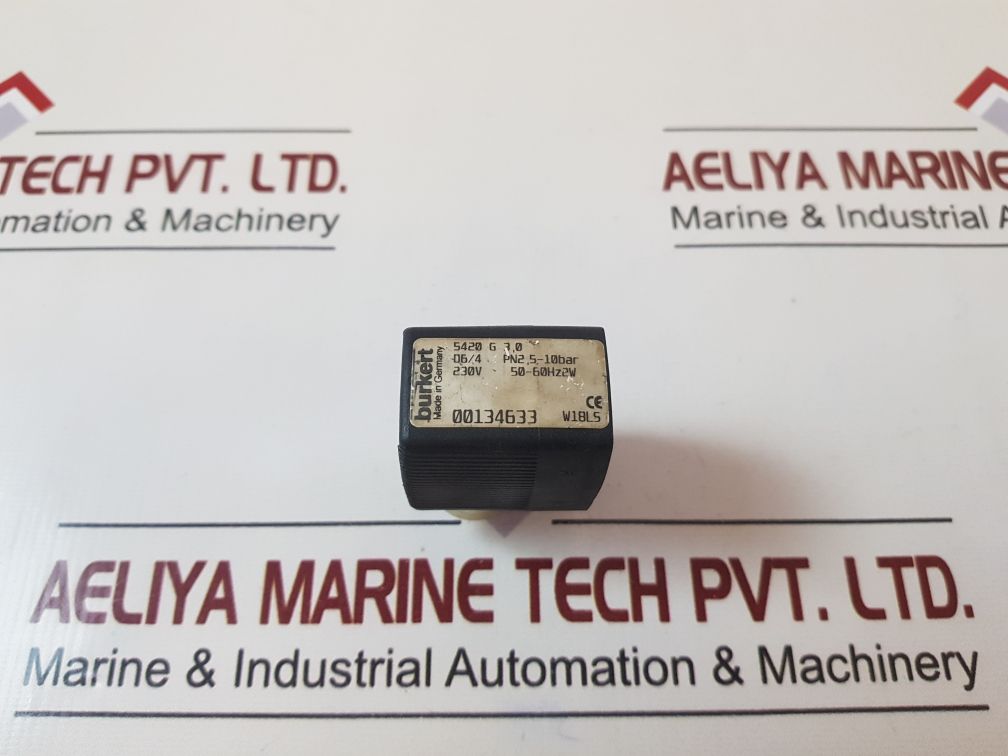 TECH PVT. LTD.
mation & Machinery
AELIYA MARINE
Marine & Industrial A
burkert
Made in Germany
5420 G 3,0
D6/4 PN2,5-10bar
230V 50-60Hz2W
CE
00134633 W18LS
AELIYA MARINE TECH PVT. LTD.
Marine & Industrial Automation & Machinery